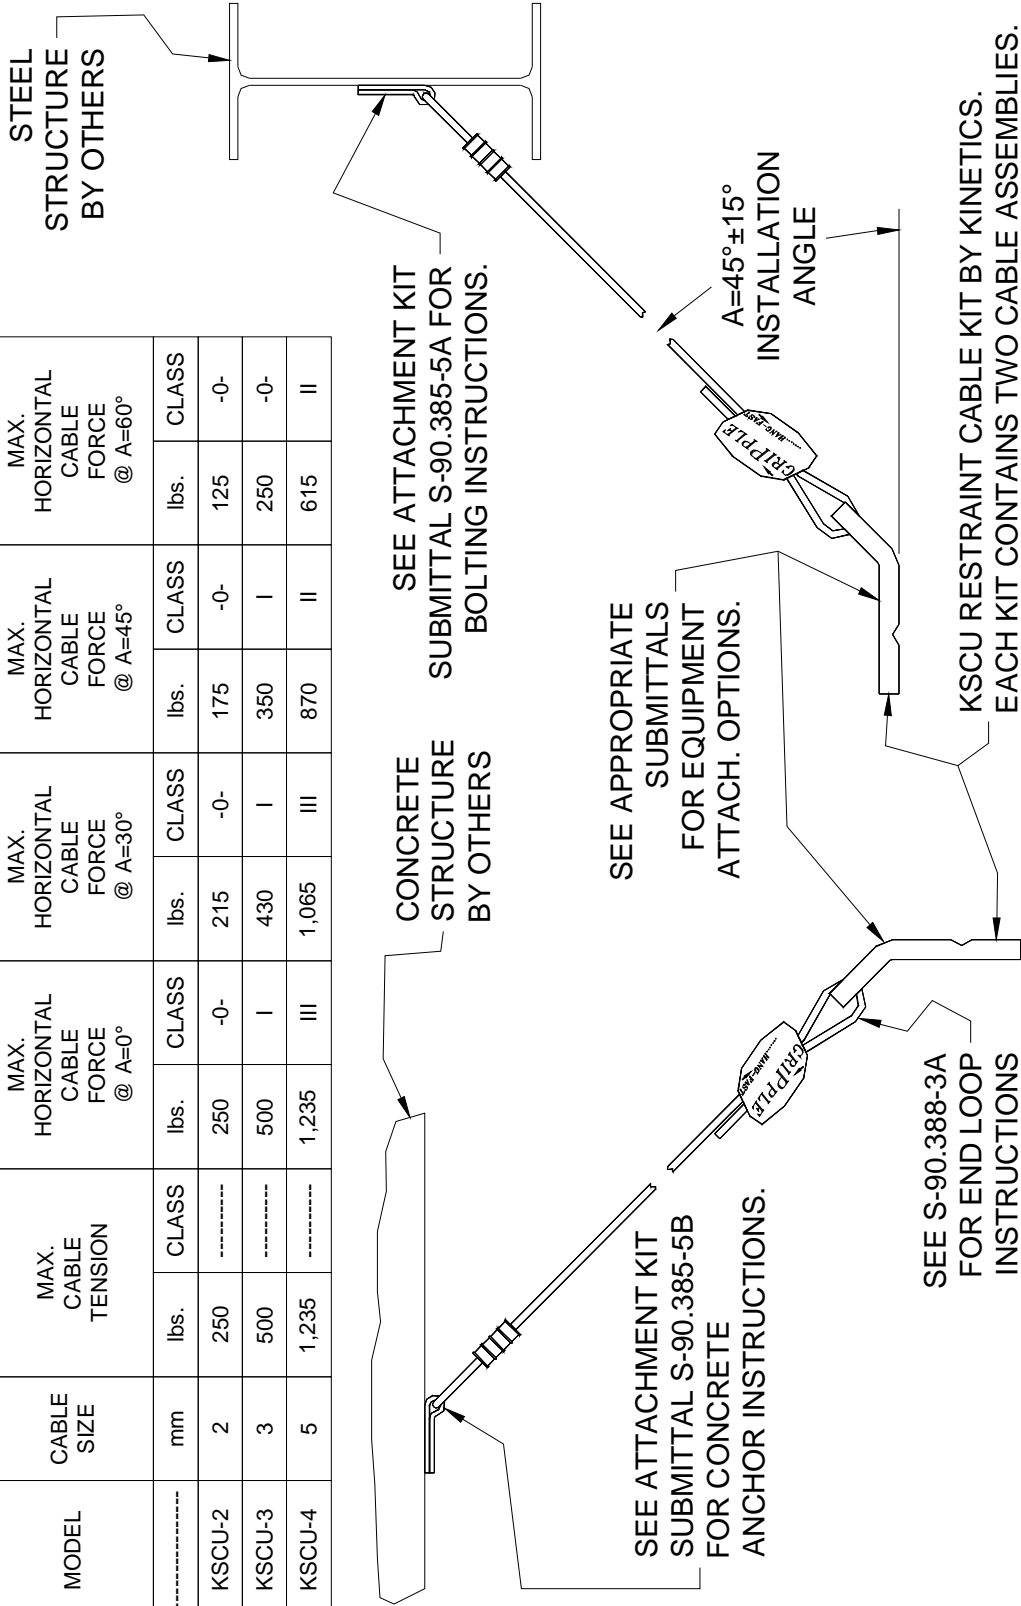 MODEL
CABLE
SIZE
MAX.
CABLE
TENSION
MAX.
HORIZONTAL
CABLE
FORCE
@ A=0°
MAX.
HORIZONTAL
CABLE
FORCE
@ A=30°
MAX.
HORIZONTAL
CABLE
FORCE
@ A=45°
MAX.
HORIZONTAL
CABLE
FORCE
@ A=60°
------------ mm lbs. CLASS lbs. CLASS lbs. CLASS lbs. CLASS lbs. CLASS
KSCU-2 2 250 ---------- 250 -0- 215 -0- 175 -0- 125 -0-
KSCU-3 3 500 ---------- 500 I 430 I 350 I 250 -0-
KSCU-4 5 1,235 ---------- 1,235 III 1,065 III 870 II 615 II
STEEL
STRUCTURE
BY OTHERS
CONCRETE
STRUCTURE
BY OTHERS
SEE ATTACHMENT KIT
SUBMITTAL S-90.385-5A FOR
BOLTING INSTRUCTIONS.
SEE ATTACHMENT KIT
SUBMITTAL S-90.385-5B
FOR CONCRETE
ANCHOR INSTRUCTIONS.
SEE APPROPRIATE
SUBMITTALS
FOR EQUIPMENT
ATTACH. OPTIONS.
A=45°±15°
INSTALLATION
ANGLE
GRIPPLE
HANG-FAST
GRIPPLE
HANG-FAST
SEE S-90.388-3A
FOR END LOOP
INSTRUCTIONS
KSCU RESTRAINT CABLE KIT BY KINETICS.
EACH KIT CONTAINS TWO CABLE ASSEMBLIES.